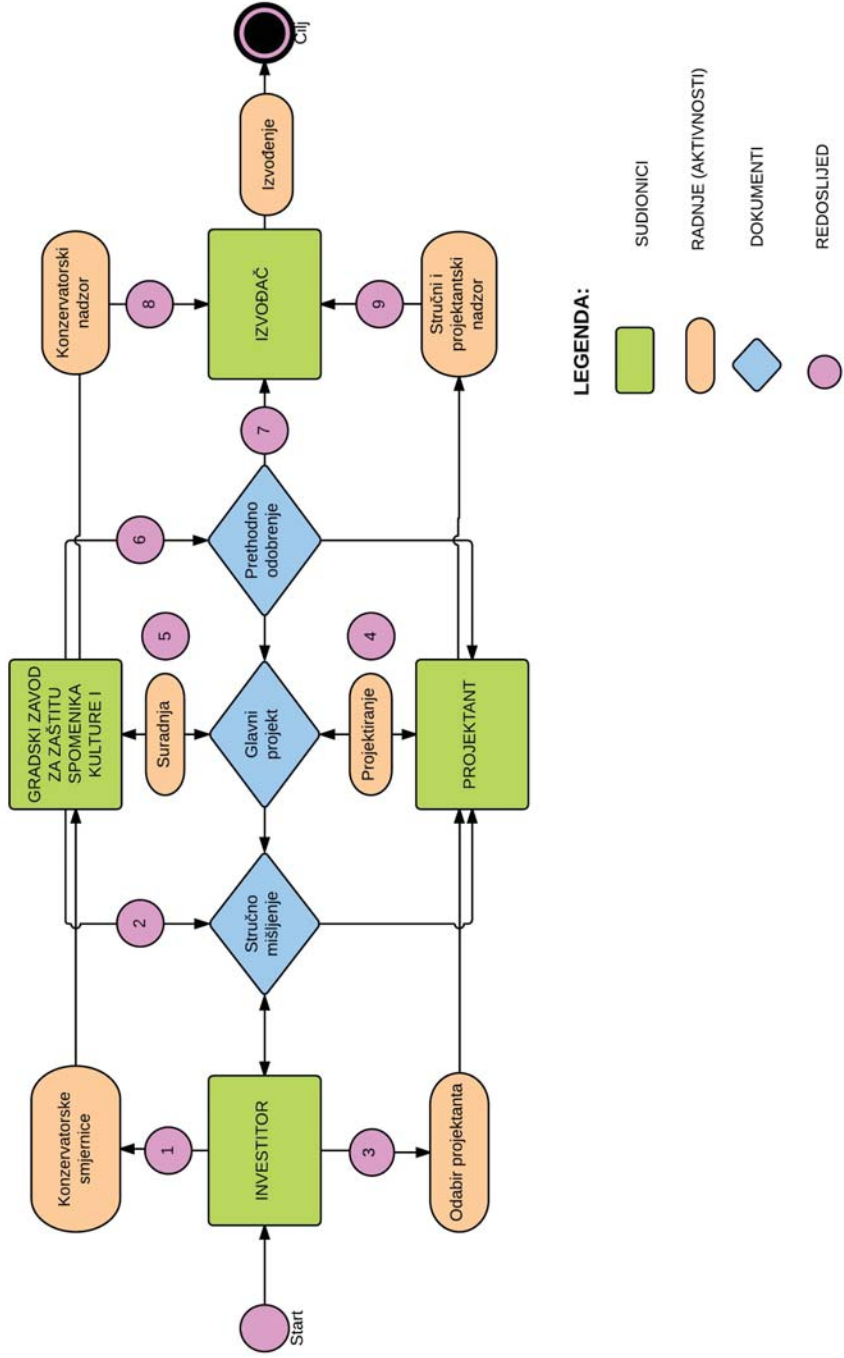 Start
INVESTITOR
1
Konzervatorske
smjernice
3
Odabir projektanta
2
Stručno
mišljenje
GRADSKI ZAVOD
ZA ZAŠTITU
SPOMENIKA
KULTURE I
Suradnja
5
Glavni
projekt
Projektiranje
4
PROJEKTANT
6
Prethodno
odobrenje
7
Konzervatorski
nadzor
8
IZVOĐAČ
9
Stručni i
projektantski
nadzor
Izvođenje
Cilj
LEGENDA:
SUDIONICI
RADNJE (AKTIVNOSTI)
DOKUMENTI
REDOSLIJED